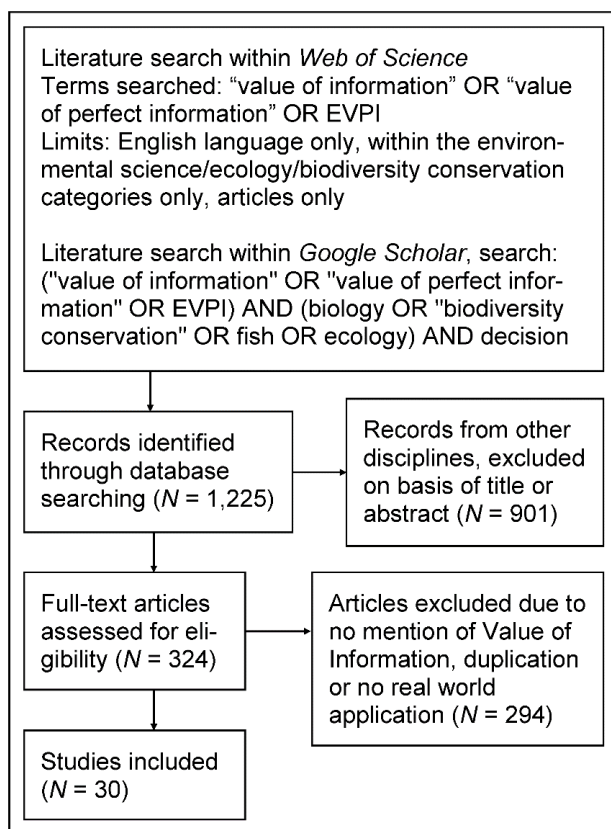 Literature search within Web of Science
Terms searched: “value of information” OR “value
of perfect information” OR EVPI
Limits: English language only, within the environ-
mental science/ecology/biodiversity conservation
categories only, articles only
Literature search within Google Scholar, search:
("value of information" OR "value of perfect infor-
mation" OR EVPI) AND (biology OR "biodiversity
conservation" OR fish OR ecology) AND decision
Records identified
through database
searching (N = 1,225)
Records from other
disciplines, excluded
on basis of title or
abstract (N = 901)
Full-text articles
assessed for eli-
gibility (N = 324)
Articles excluded due to
no mention of Value of
Information, duplication
or no real world
application (N = 294)
Studies included
(N = 30)